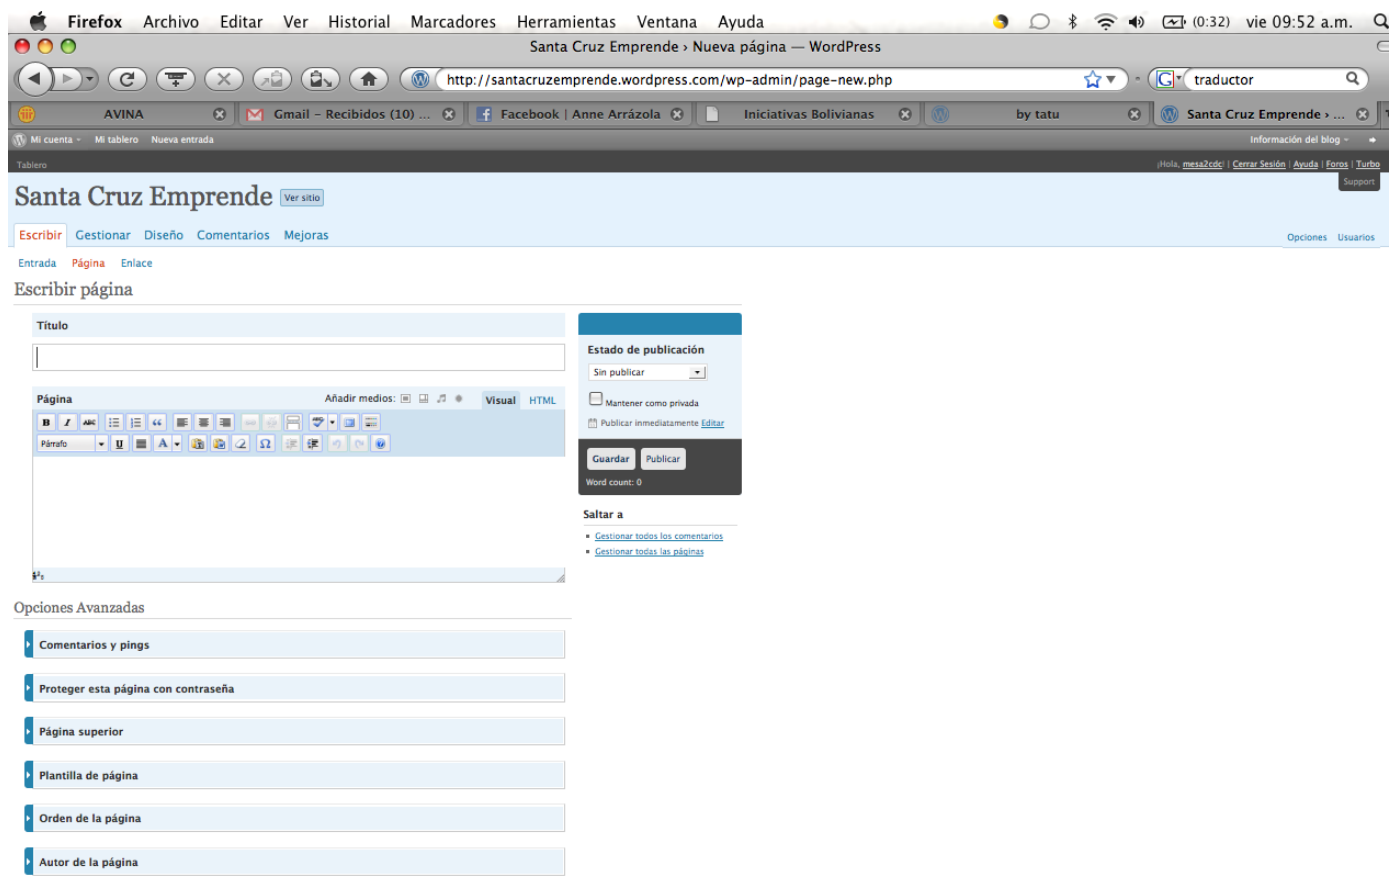 Firefox Archivo Editar Ver Historial Marcadores Herramientas Ventana Ayuda (0:32) vie 09:52 a.m.
Santa Cruz Emprende › Nueva página — WordPress
http://santacruzemprende.wordpress.com/wp-admin/page-new.php traductor
AVINA Gmail – Recibidos (10) ... Facebook | Anne Arrázola Iniciativas Bolivianas by tatu Santa Cruz Emprende › ...
Mi cuenta Mi tablero Nueva entrada Información del blog
Tablero ¡Hola, mesa2cdc! | Cerrar Sesión | Ayuda | Foros | Turbo
Support
Santa Cruz Emprende Ver sitio
Escribir Gestionar Diseño Comentarios Mejoras Opciones Usuarios
Entrada Página Enlace
Escribir página
Título
Estado de publicación
Sin publicar
Página Añadir medios: Visual HTML
Mantener como privada
B I ABC
Publicar inmediatamente Editar
Párrafo U A Ω
Guardar Publicar
Word count: 0
Saltar a
Gestionar todos los comentarios
Gestionar todas las páginas
Opciones Avanzadas
Comentarios y pings
Proteger esta página con contraseña
Página superior
Plantilla de página
Orden de la página
Autor de la página